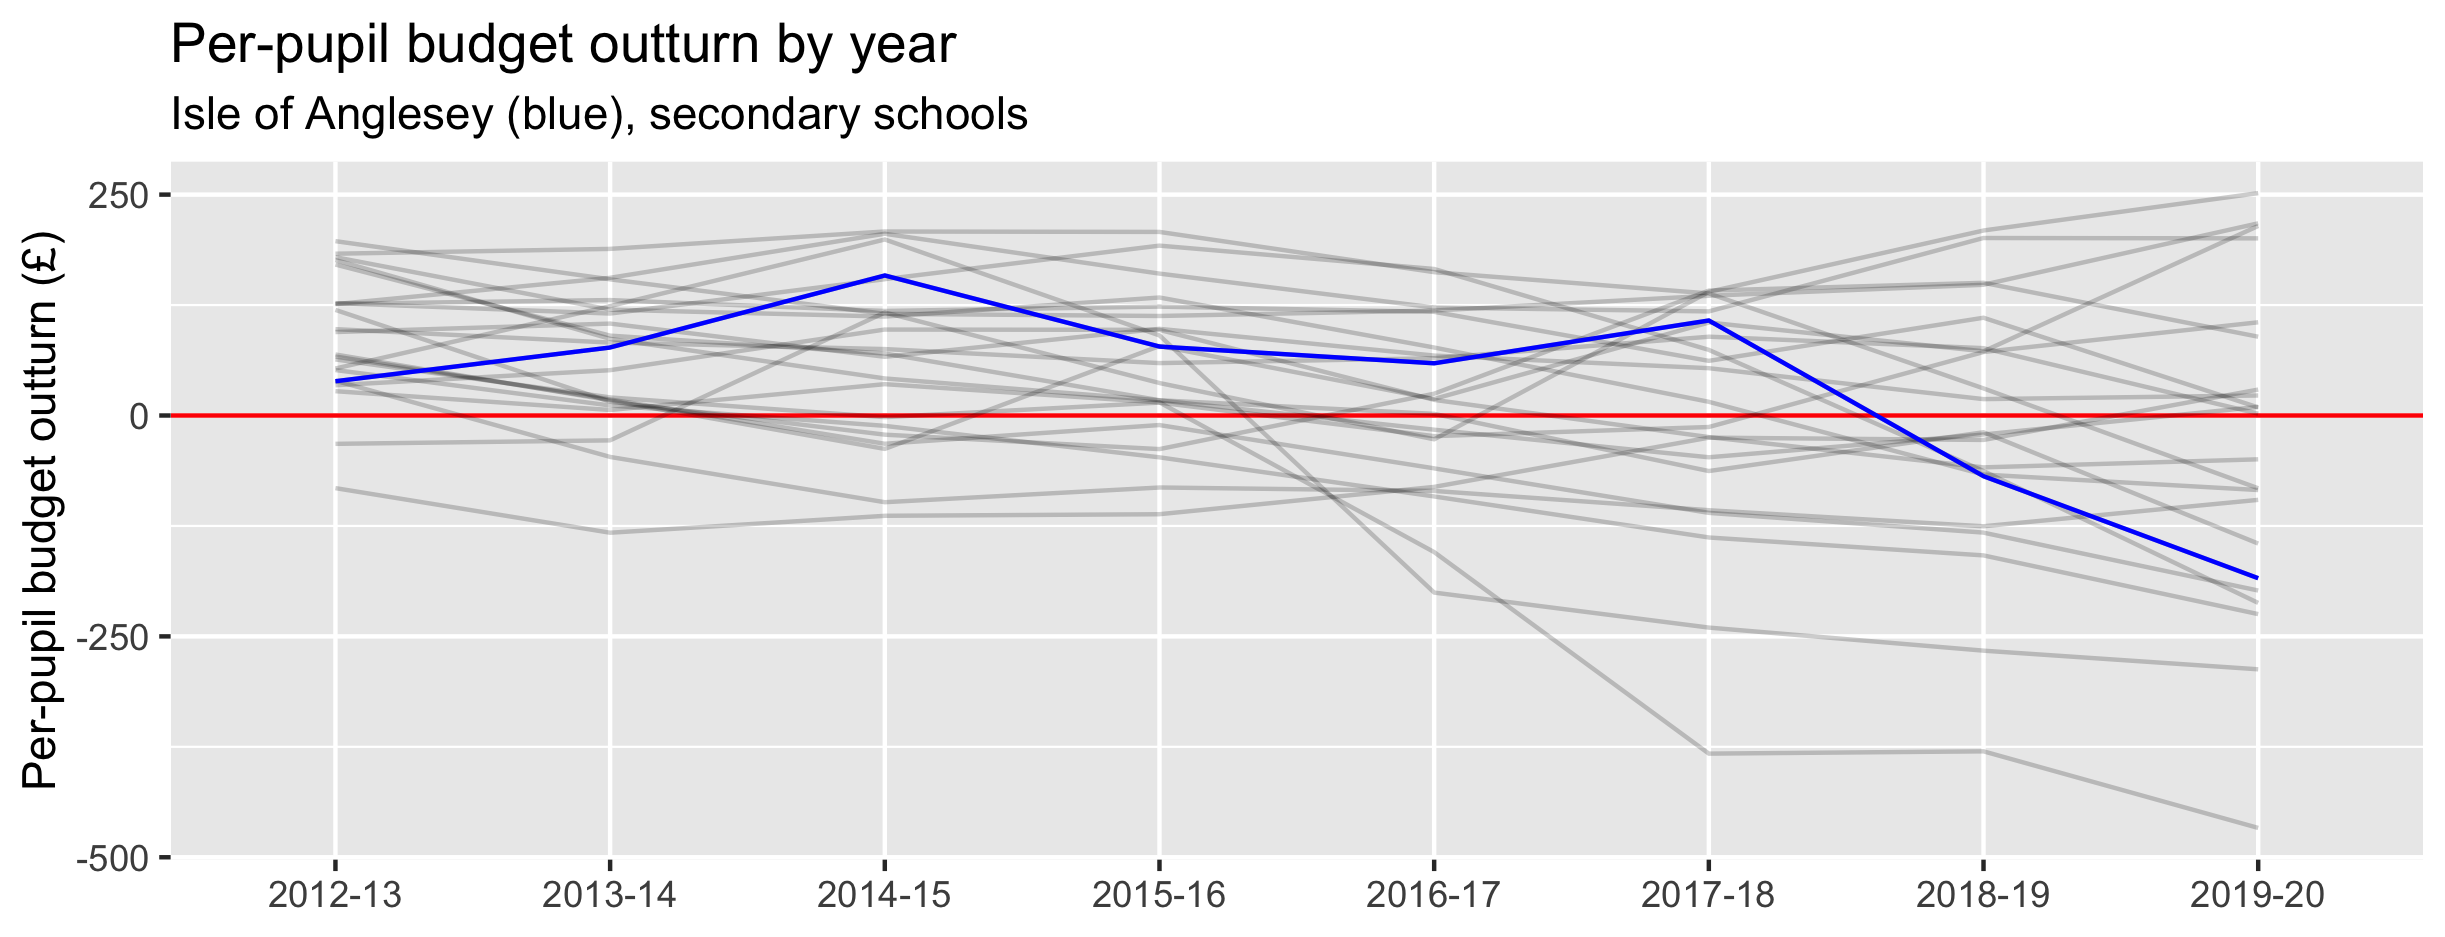 Per-pupil budget outturn by year
Isle of Anglesey (blue), secondary schools
Per-pupil budget outturn (£)
250
0
-250
-500
2012-13 2013-14 2014-15 2015-16 2016-17 2017-18 2018-19 2019-20